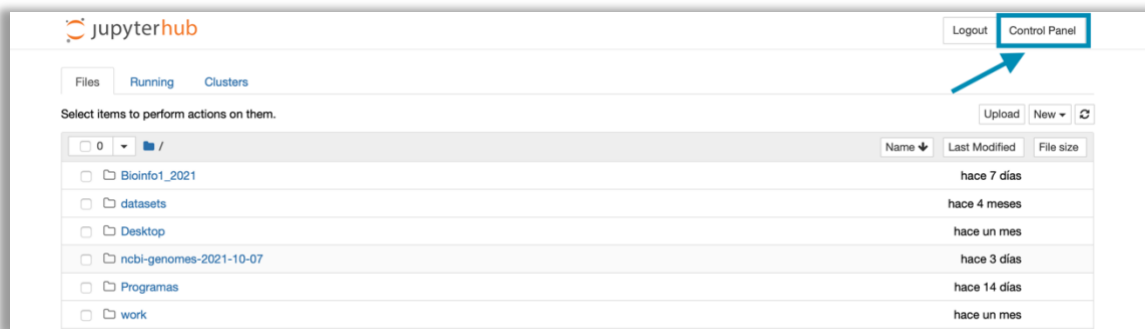 jupyterhub
Logout Control Panel
Files Running Clusters
Select items to perform actions on them.
Upload New
0 / Name Last Modified File size
Bioinfo1_2021 hace 7 días
datasets hace 4 meses
Desktop hace un mes
ncbi-genomes-2021-10-07 hace 3 días
Programas hace 14 días
work hace un mes